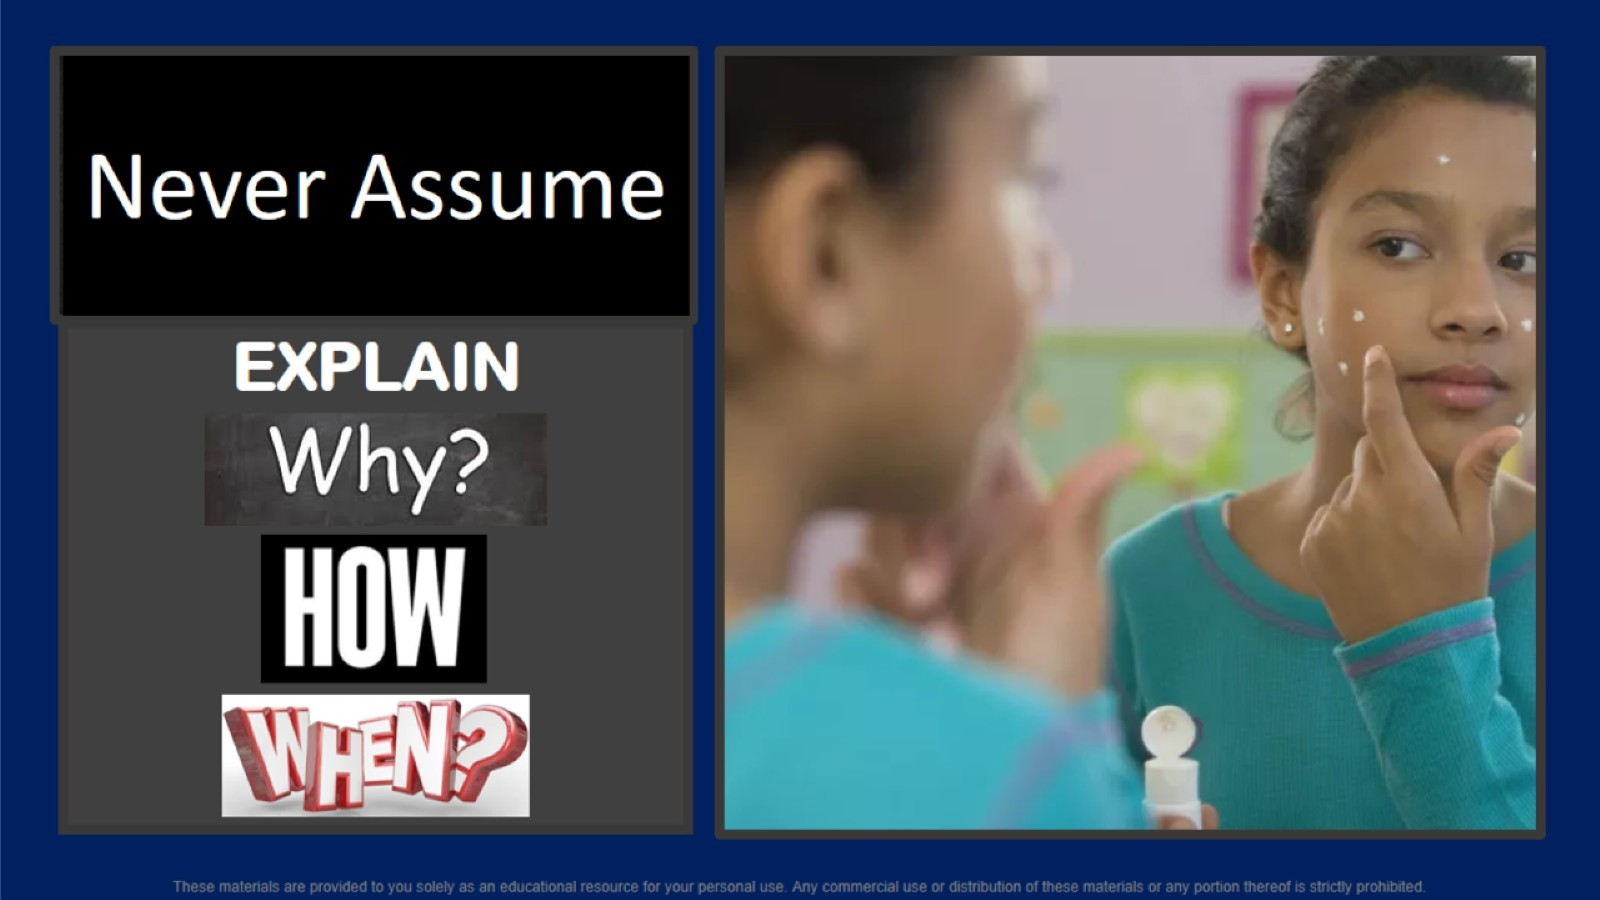 Never Assume
EXPLAIN
Why?
HOW
WHEN?
These materials are provided to you solely as an educational resource for your personal use. Any commercial use or distribution of these materials or any portion thereof is strictly prohibited.